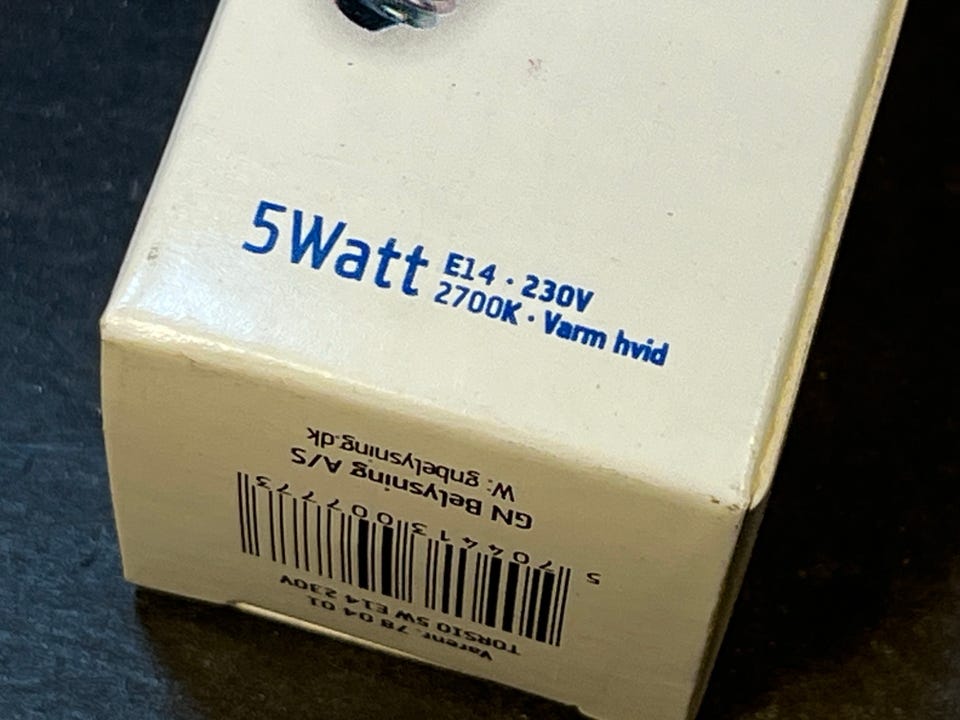 5Watt E14 · 230V
2700K · Varm hvid
Varenr. 78 04 01
TORSIO 5W E14 230V
5 704413 007773
GN Belysning A/S
W: gnbelysning.dk